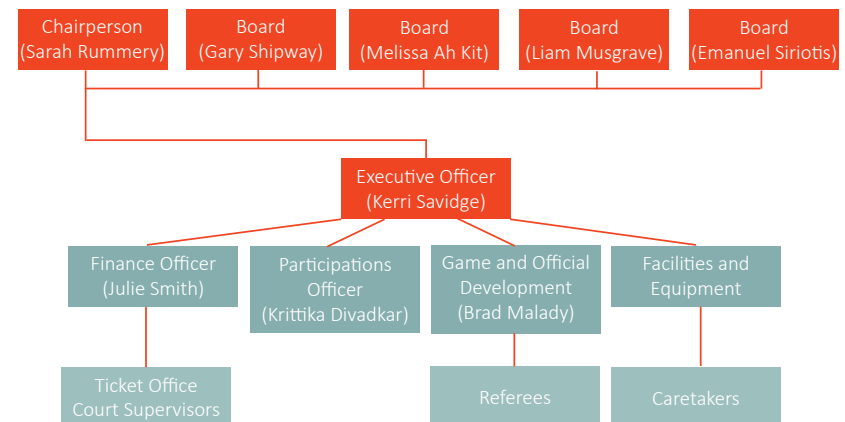 Chairperson
(Sarah Rummery)
Board
(Gary Shipway)
Board
(Melissa Ah Kit)
Board
(Liam Musgrave)
Board
(Emanuel Siriotis)
Executive Officer
(Kerri Savidge)
Finance Officer
(Julie Smith)
Participations
Officer
(Krittika Divadkar)
Game and Official
Development
(Brad Malady)
Facilities and
Equipment
Ticket Office
Court Supervisors
Referees
Caretakers